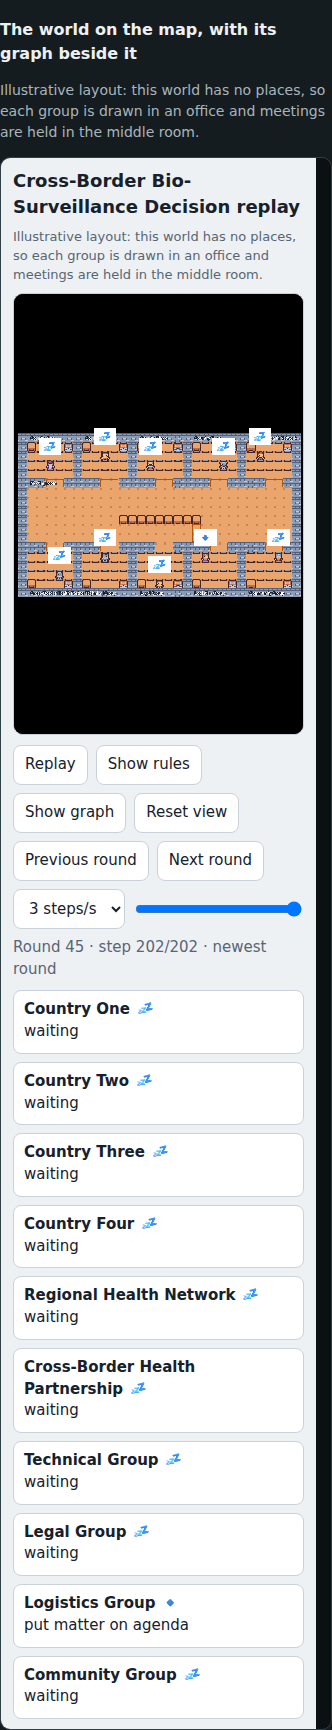 The world on the map, with its
graph beside it
Illustrative layout: this world has no places, so
each group is drawn in an office and meetings
are held in the middle room.
Cross-Border Bio-
Surveillance Decision replay
Illustrative layout: this world has no places,
so each group is drawn in an office and
meetings are held in the middle room.
Replay
Show rules
Show graph
Reset view
Previous round
Next round
3 steps/s
Round 45 · step 202/202 · newest
round
Country One 💤
waiting
Country Two 💤
waiting
Country Three 💤
waiting
Country Four 💤
waiting
Regional Health Network 💤
waiting
Cross-Border Health
Partnership 💤
waiting
Technical Group 💤
waiting
Legal Group 💤
waiting
Logistics Group 🔹
put matter on agenda
Community Group 💤
waiting